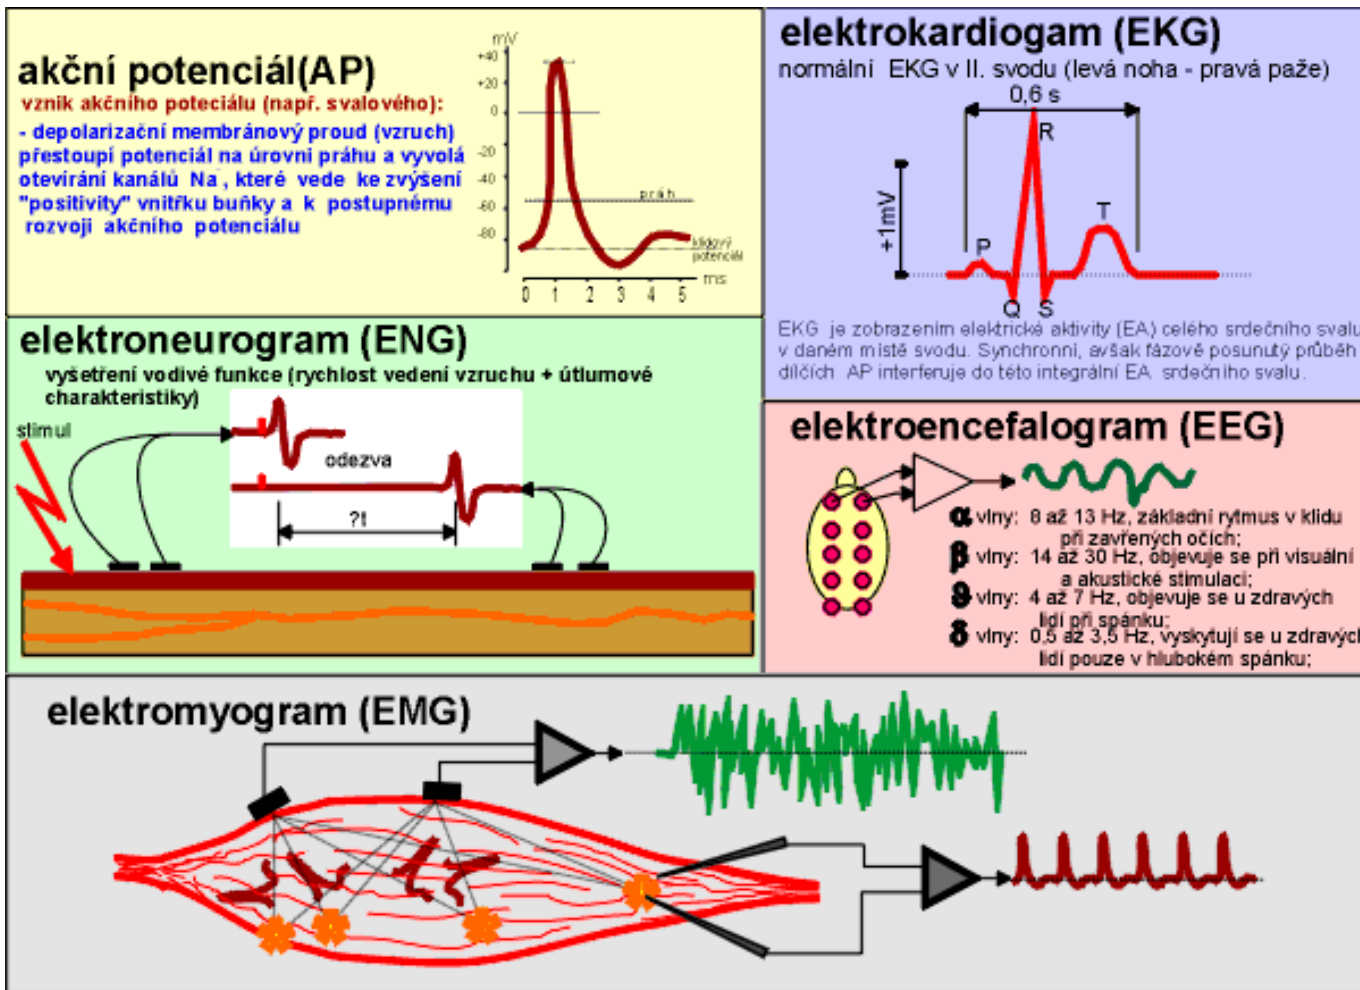 akční potenciál(AP)
vznik akčního poteciálu (např. svalového):
- depolarizační membránový proud (vzruch)
přestoupí potenciál na úrovní práhu a vyvolá
otevírání kanálů Na , které vede ke zvýšení
"positivity" vnitřku buňky a k postupnému
rozvoji akčního potenciálu
mV
+40
+20
0
-20
-40
-60
-80
práh
klidový
potenciál
ms
0 1 2 3 4 5
elektrokardiogam (EKG)
normální EKG v II. svodu (levá noha - pravá paže)
0,6 s
R
+1mV
P
T
Q S
EKG je zobrazením elektrické aktivity (EA) celého srdečního svalu
v daném místě svodu. Synchronní, avšak fázově posunutý průběh
dílčích AP interferuje do této integrální EA srdečního svalu.
elektroneurogram (ENG)
vyšetření vodivé funkce (rychlost vedení vzruchu + útlumové
charakteristiky)
stimul
odezva
?t
elektroencefalogram (EEG)
α vlny: 8 až 13 Hz, základní rytmus v klidu
při zavřených očích;
β vlny: 14 až 30 Hz, objevuje se při visuální
a akustické stimulaci;
ϑ vlny: 4 až 7 Hz, objevuje se u zdravých
lidí při spánku;
δ vlny: 0,5 až 3,5 Hz, vyskytují se u zdravých
lidí pouze v hlubokém spánku;
elektromyogram (EMG)